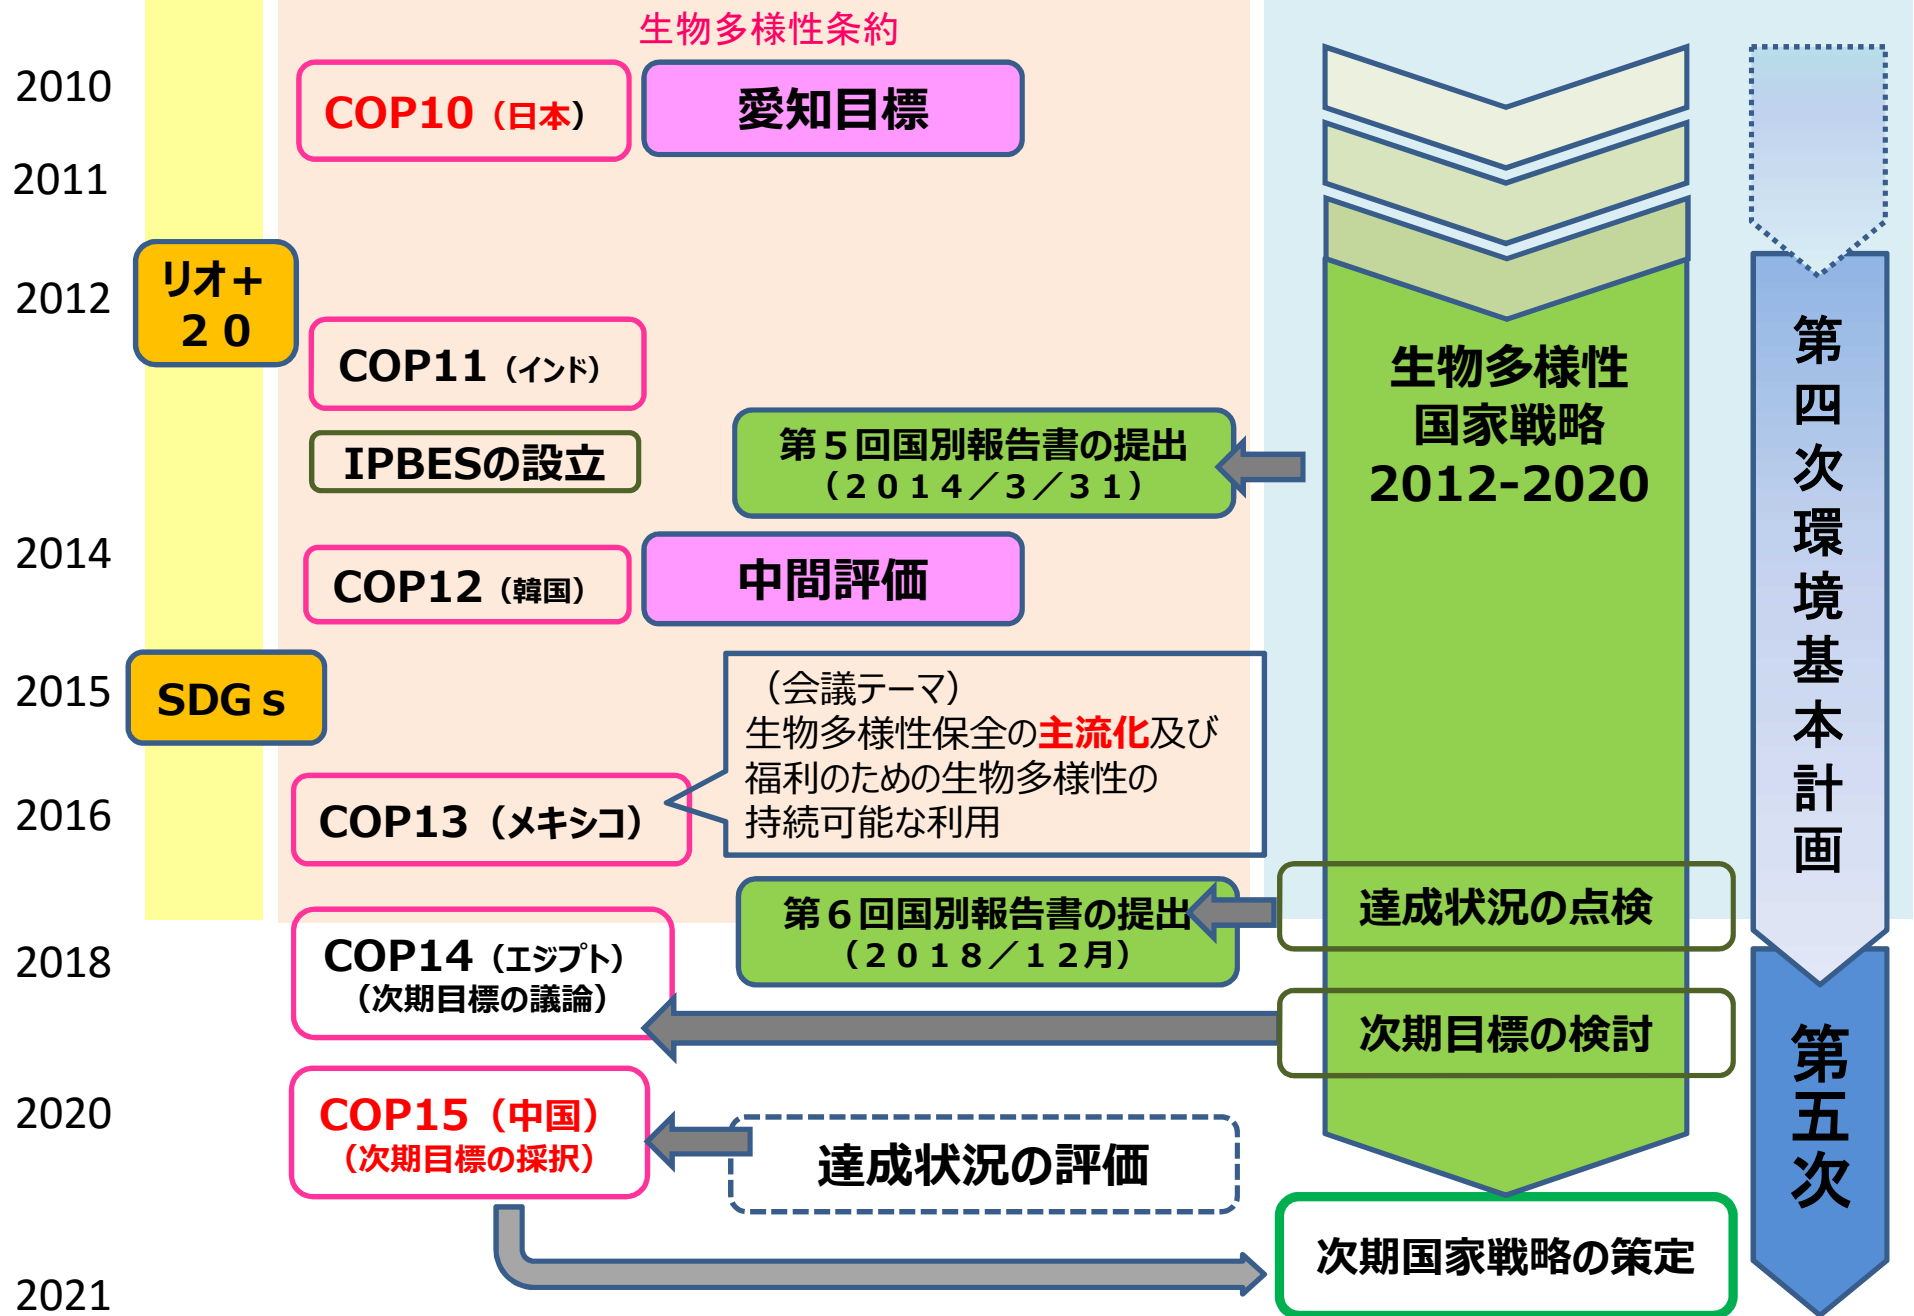 生物多様性条約
2010
COP10（日本）
愛知目標
2011
2012
リオ＋
２０
COP11（インド）
IPBESの設立
第５回国別報告書の提出
（２０１４／３／３１）
生物多様性
国家戦略
2012-2020
第四次環境基本計画
2014
COP12（韓国）
中間評価
2015
SDGｓ
（会議テーマ）
生物多様性保全の主流化及び
福利のための生物多様性の
持続可能な利用
2016
COP13（メキシコ）
第６回国別報告書の提出
（２０１８／１２月）
達成状況の点検
2018
COP14（エジプト）
（次期目標の議論）
次期目標の検討
第五次
2020
COP15（中国）
（次期目標の採択）
達成状況の評価
次期国家戦略の策定
2021